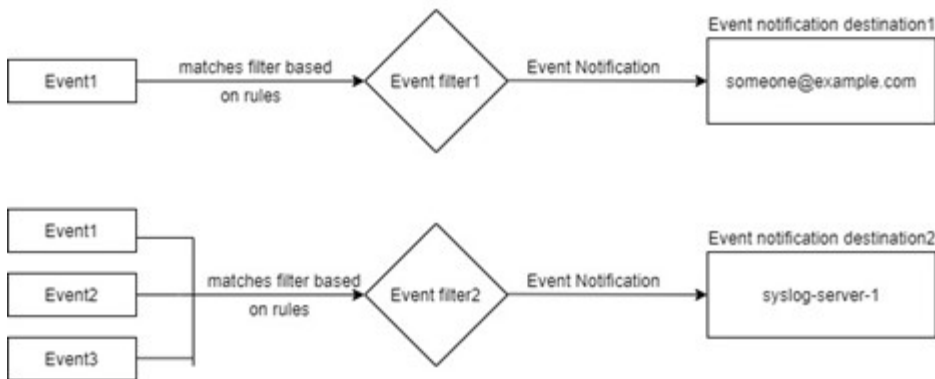 Event notification destination1
Event1
matches filter based
on rules
Event filter1
Event Notification
someone@example.com
Event1
Event2
Event3
matches filter based
on rules
Event filter2
Event Notification
Event notification destination2
syslog-server-1